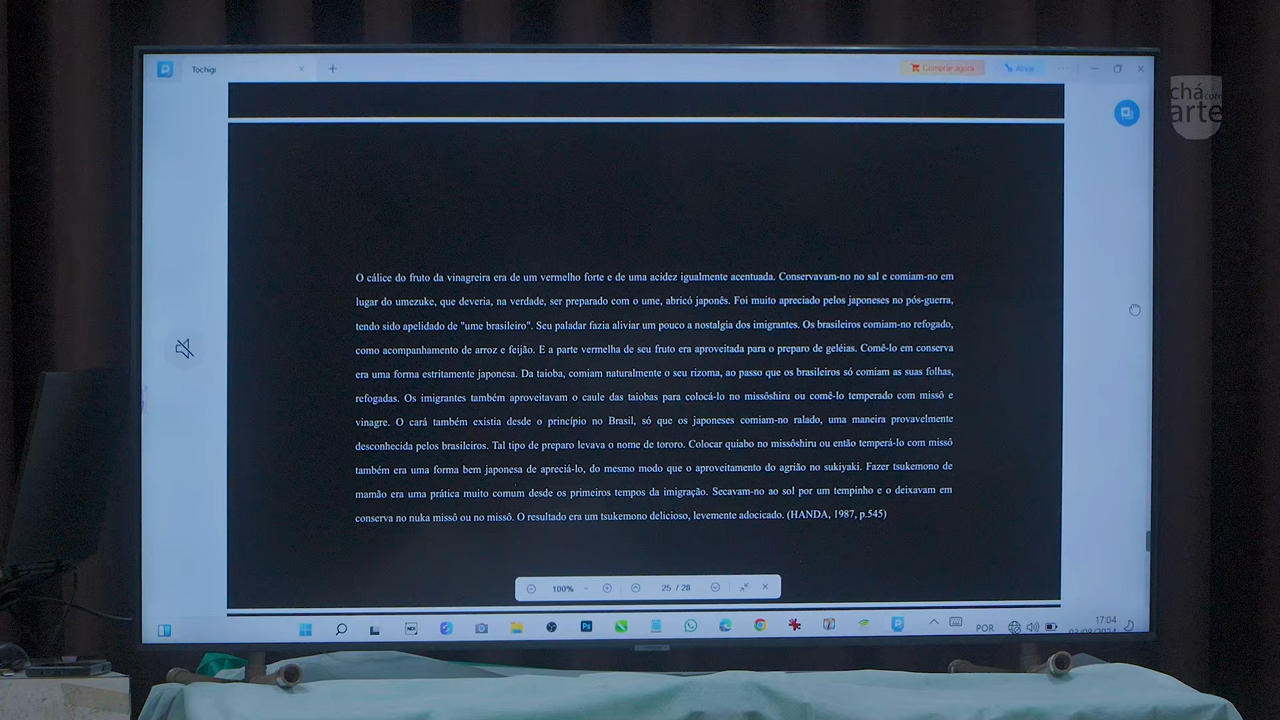 Tochigi
Comprar agora
Ativar
chá com
arte
O cálice do fruto da vinagreira era de um vermelho forte e de uma acidez igualmente acentuada. Conservavam-no no sal e comiam-no em
lugar do umezuke, que deveria, na verdade, ser preparado com o ume, abricó japonês. Foi muito apreciado pelos japoneses no pós-guerra,
tendo sido apelidado de "ume brasileiro". Seu paladar fazia aliviar um pouco a nostalgia dos imigrantes. Os brasileiros comiam-no refogado,
como acompanhamento de arroz e feijão. E a parte vermelha de seu fruto era aproveitada para o preparo de geléias. Comê-lo em conserva
era uma forma estritamente japonesa. Da taioba, comiam naturalmente o seu rizoma, ao passo que os brasileiros só comiam as suas folhas,
refogadas. Os imigrantes também aproveitavam o caule das taiobas para colocá-lo no missôshiru ou comê-lo temperado com missô e
vinagre. O cará também existia desde o princípio no Brasil, só que os japoneses comiam-no ralado, uma maneira provavelmente
desconhecida pelos brasileiros. Tal tipo de preparo levava o nome de tororo. Colocar quiabo no missôshiru ou então temperá-lo com missô
também era uma forma bem japonesa de apreciá-lo, do mesmo modo que o aproveitamento do agrião no sukiyaki. Fazer tsukemono de
mamão era uma prática muito comum desde os primeiros tempos da imigração. Secavam-no ao sol por um tempinho e o deixavam em
conserva no nuka missô ou no missô. O resultado era um tsukemono delicioso, levemente adocicado. (HANDA, 1987, p.545)
100%
25 / 28
POR
17:04
03/08/2024